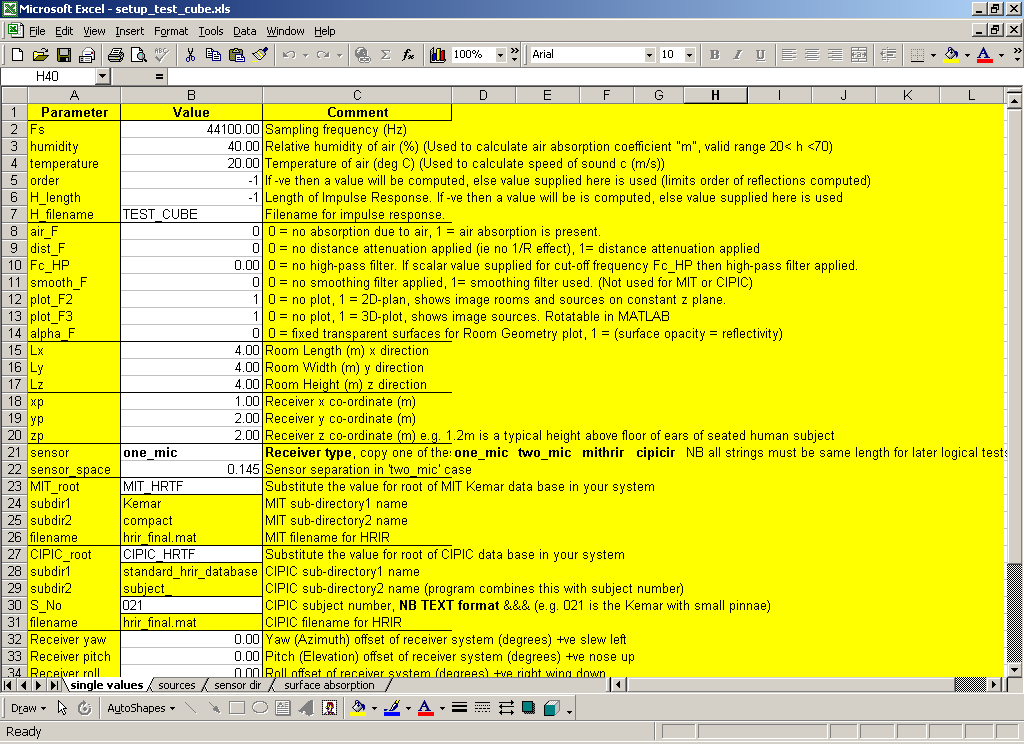 Microsoft Excel - setup_test_cube.xls
File Edit View Insert Format Tools Data Window Help
100% Arial 10 B I U
H40 =
A B C D E F G H I J K L
1 Parameter Value Comment
2 Fs 44100.00 Sampling frequency (Hz)
3 humidity 40.00 Relative humidity of air (%) (Used to calculate air absorption coefficient "m", valid range 20< h <70)
4 temperature 20.00 Temperature of air (deg C) (Used to calculate speed of sound c (m/s))
5 order -1 If -ve then a value will be computed, else value supplied here is used (limits order of reflections computed)
6 H_length -1 Length of Impulse Response. If -ve then a value will be is computed, else value supplied here is used
7 H_filename TEST_CUBE Filename for impulse response.
8 air_F 0 0 = no absorption due to air, 1 = air absorption is present.
9 dist_F 0 0 = no distance attenuation applied (ie no 1/R effect), 1= distance attenuation applied
10 Fc_HP 0.00 0 = no high-pass filter. If scalar value supplied for cut-off frequency Fc_HP then high-pass filter applied.
11 smooth_F 0 0 = no smoothing filter applied, 1= smoothing filter used. (Not used for MIT or CIPIC)
12 plot_F2 1 0 = no plot, 1 = 2D-plan, shows image rooms and sources on constant z plane.
13 plot_F3 1 0 = no plot, 1 = 3D-plot, shows image sources. Rotatable in MATLAB
14 alpha_F 0 0 = fixed transparent surfaces for Room Geometry plot, 1 = (surface opacity = reflectivity)
15 Lx 4.00 Room Length (m) x direction
16 Ly 4.00 Room Width (m) y direction
17 Lz 4.00 Room Height (m) z direction
18 xp 1.00 Receiver x co-ordinate (m)
19 yp 2.00 Receiver y co-ordinate (m)
20 zp 2.00 Receiver z co-ordinate (m) e.g. 1.2m is a typical height above floor of ears of seated human subject
21 sensor one_mic Receiver type, copy one of the: one_mic two_mic mithrir cipicir NB all strings must be same length for later logical tests
22 sensor_space 0.145 Sensor separation in 'two_mic' case
23 MIT_root MIT_HRTF Substitute the value for root of MIT Kemar data base in your system
24 subdir1 Kemar MIT sub-directory1 name
25 subdir2 compact MIT sub-directory2 name
26 filename hrir_final.mat MIT filename for HRIR
27 CIPIC_root CIPIC_HRTF Substitute the value for root of CIPIC data base in your system
28 subdir1 standard_hrir_database CIPIC sub-directory1 name
29 subdir2 subject_ CIPIC sub-directory2 name (program combines this with subject number)
30 S_No 021 CIPIC subject number, NB TEXT format &&& (e.g. 021 is the Kemar with small pinnae)
31 filename hrir_final.mat CIPIC filename for HRIR
32 Receiver yaw 0.00 Yaw (Azimuth) offset of receiver system (degrees) +ve slew left
33 Receiver pitch 0.00 Pitch (Elevation) offset of receiver system (degrees) +ve nose up
34 Receiver roll 0.00 Roll offset of receiver system (degrees) +ve right wing down
single values sources sensor dir surface absorption
Draw AutoShapes
Ready